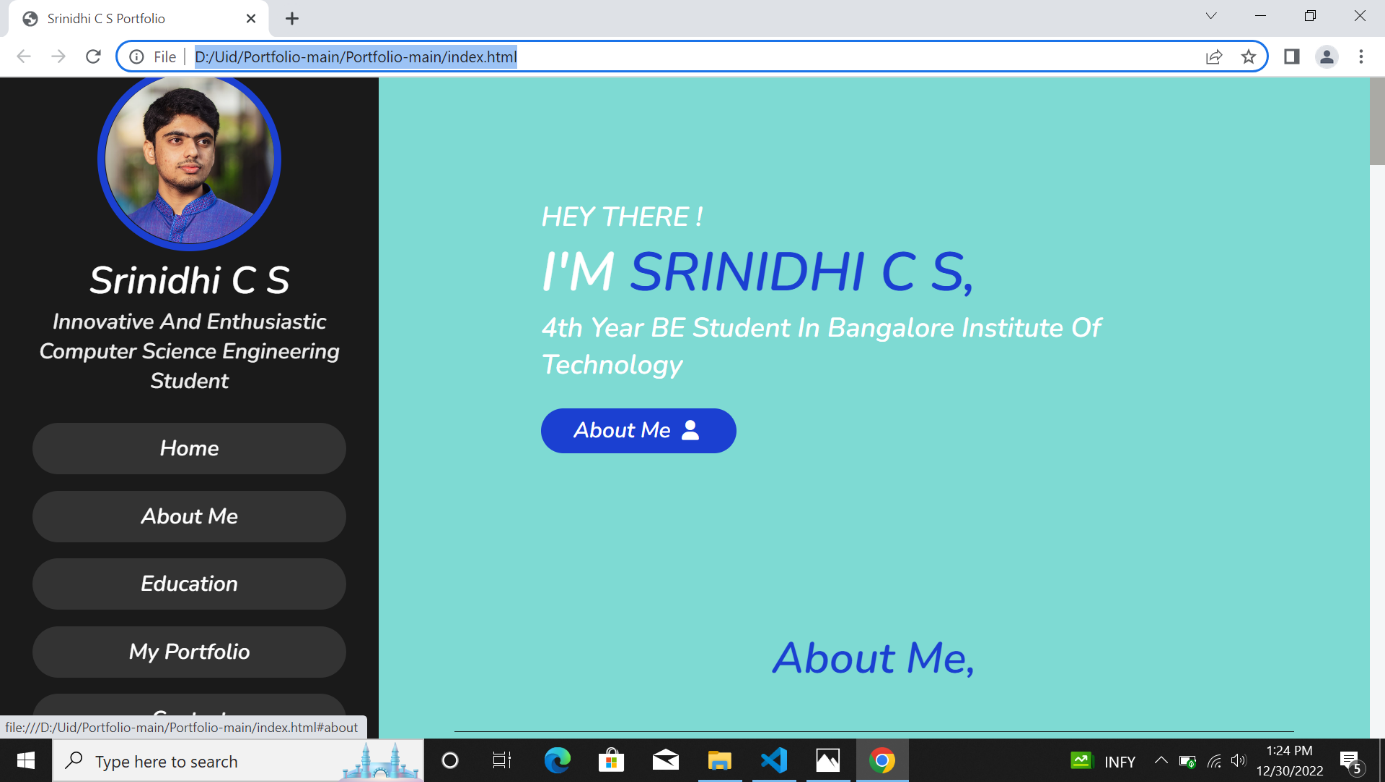 Srinidhi C S Portfolio
File
D:/Uid/Portfolio-main/Portfolio-main/index.html
Srinidhi C S
Innovative And Enthusiastic
Computer Science Engineering
Student
Home
About Me
Education
My Portfolio
HEY THERE !
I'M SRINIDHI C S,
4th Year BE Student In Bangalore Institute Of
Technology
About Me
About Me,
file:///D:/Uid/Portfolio-main/Portfolio-main/index.html#about
Type here to search
INFY
1:24 PM
12/30/2022
5